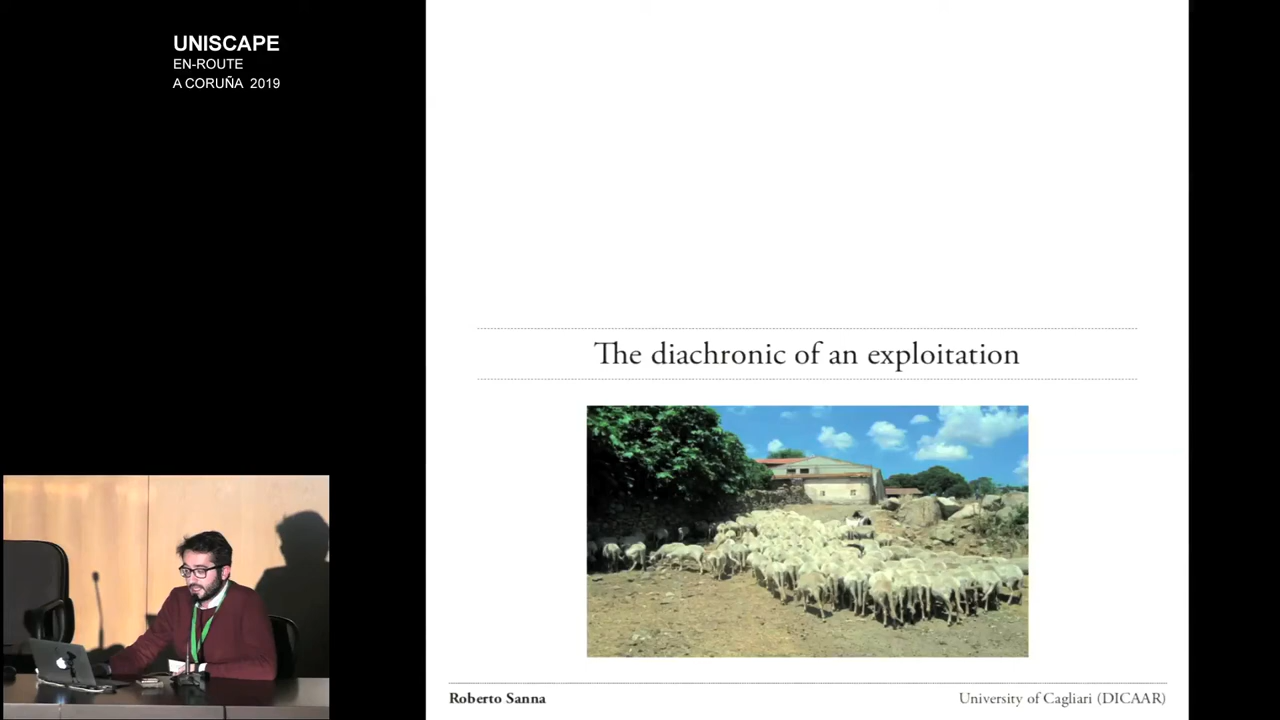 UNISCAPE
EN-ROUTE
A CORUÑA 2019
The diachronic of an exploitation
Roberto Sanna
University of Cagliari (DICAAR)